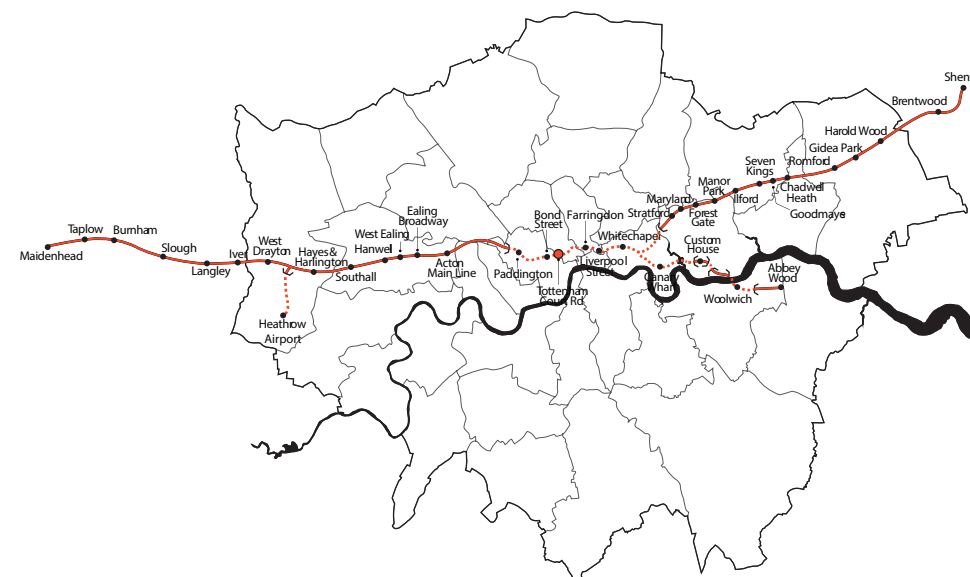 Shen
Brentwood
Harold Wood
Gidea Park
Romford
Seven
Kings
Chadwell
Heath
Goodmaye
Ilford
Manor
Park
Forest
Gate
Maryland
Stratford
Whitechapel
Custom
House
Canary
Wharf
Abbey
Wood
Woolwich
Farringdon
Liverpool
Street
Bond
Street
Tottenham
Court Rd
Paddington
Acton
Main Line
Ealing
Broadway
West Ealing
Hanwell
Southall
Hayes &
Harlington
West
Drayton
Heathrow
Airport
Iver
Langley
Slough
Burnham
Taplow
Maidenhead